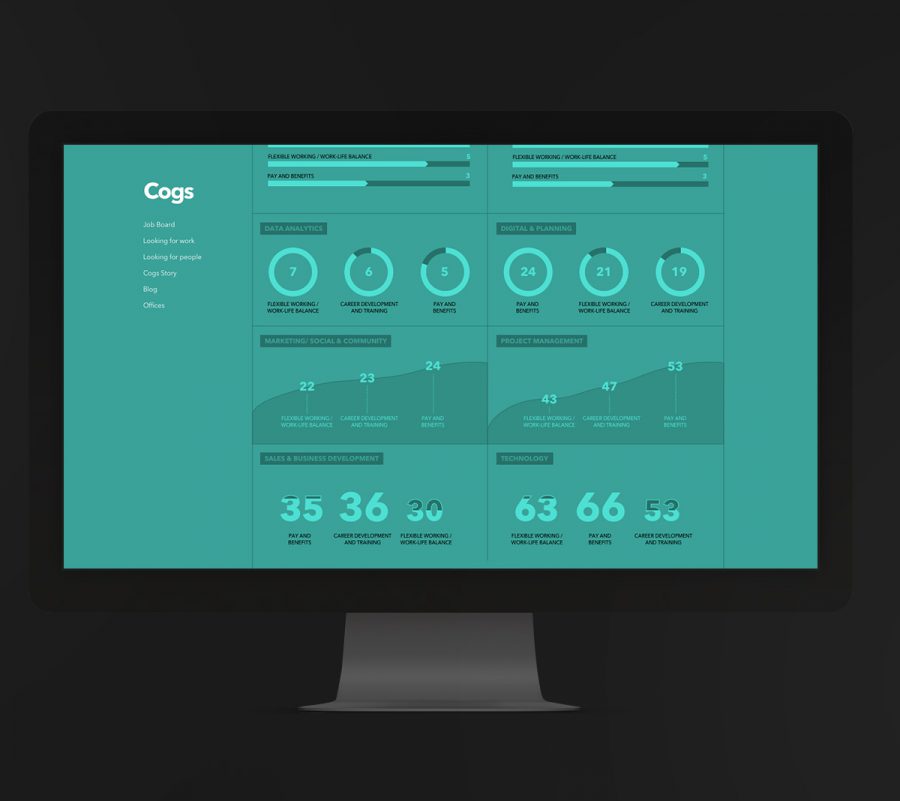 Cogs
Job Board
Looking for work
Looking for people
Cogs Story
Blog
Offices
FLEXIBLE WORKING / WORK-LIFE BALANCE 5
PAY AND BENEFITS 3
FLEXIBLE WORKING / WORK-LIFE BALANCE 5
PAY AND BENEFITS 3
DATA ANALYTICS
7 6 5
FLEXIBLE WORKING / CAREER DEVELOPMENT PAY AND
WORK-LIFE BALANCE AND TRAINING BENEFITS
DIGITAL & PLANNING
24 21 19
PAY AND FLEXIBLE WORKING / CAREER DEVELOPMENT
BENEFITS WORK-LIFE BALANCE AND TRAINING
MARKETING/ SOCIAL & COMMUNITY
22 23 24
FLEXIBLE WORKING / CAREER DEVELOPMENT PAY AND
WORK-LIFE BALANCE AND TRAINING BENEFITS
PROJECT MANAGEMENT
43 47 53
FLEXIBLE WORKING / CAREER DEVELOPMENT PAY AND
WORK-LIFE BALANCE AND TRAINING BENEFITS
SALES & BUSINESS DEVELOPMENT
35 36 30
PAY AND CAREER DEVELOPMENT FLEXIBLE WORKING /
BENEFITS AND TRAINING WORK-LIFE BALANCE
TECHNOLOGY
63 66 53
FLEXIBLE WORKING / PAY AND CAREER DEVELOPMENT
WORK-LIFE BALANCE BENEFITS AND TRAINING